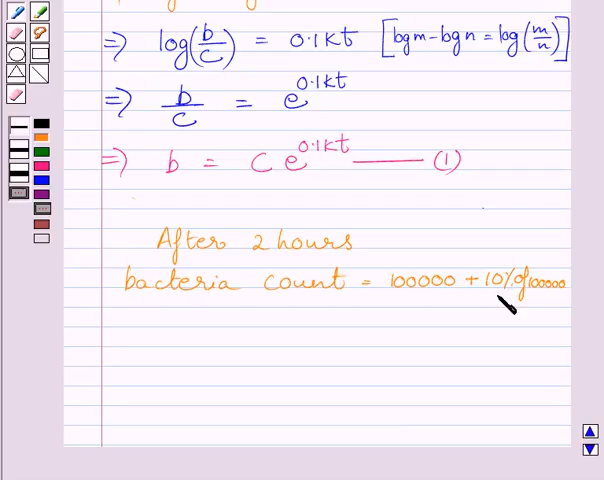 ⇒ log(b/c) = 0.1kt [log m - log n = log(m/n)]
⇒ b/c = e^0.1kt
⇒ b = c e^0.1kt —— (1)
After 2 hours
bacteria count = 100000 + 10% of 100000